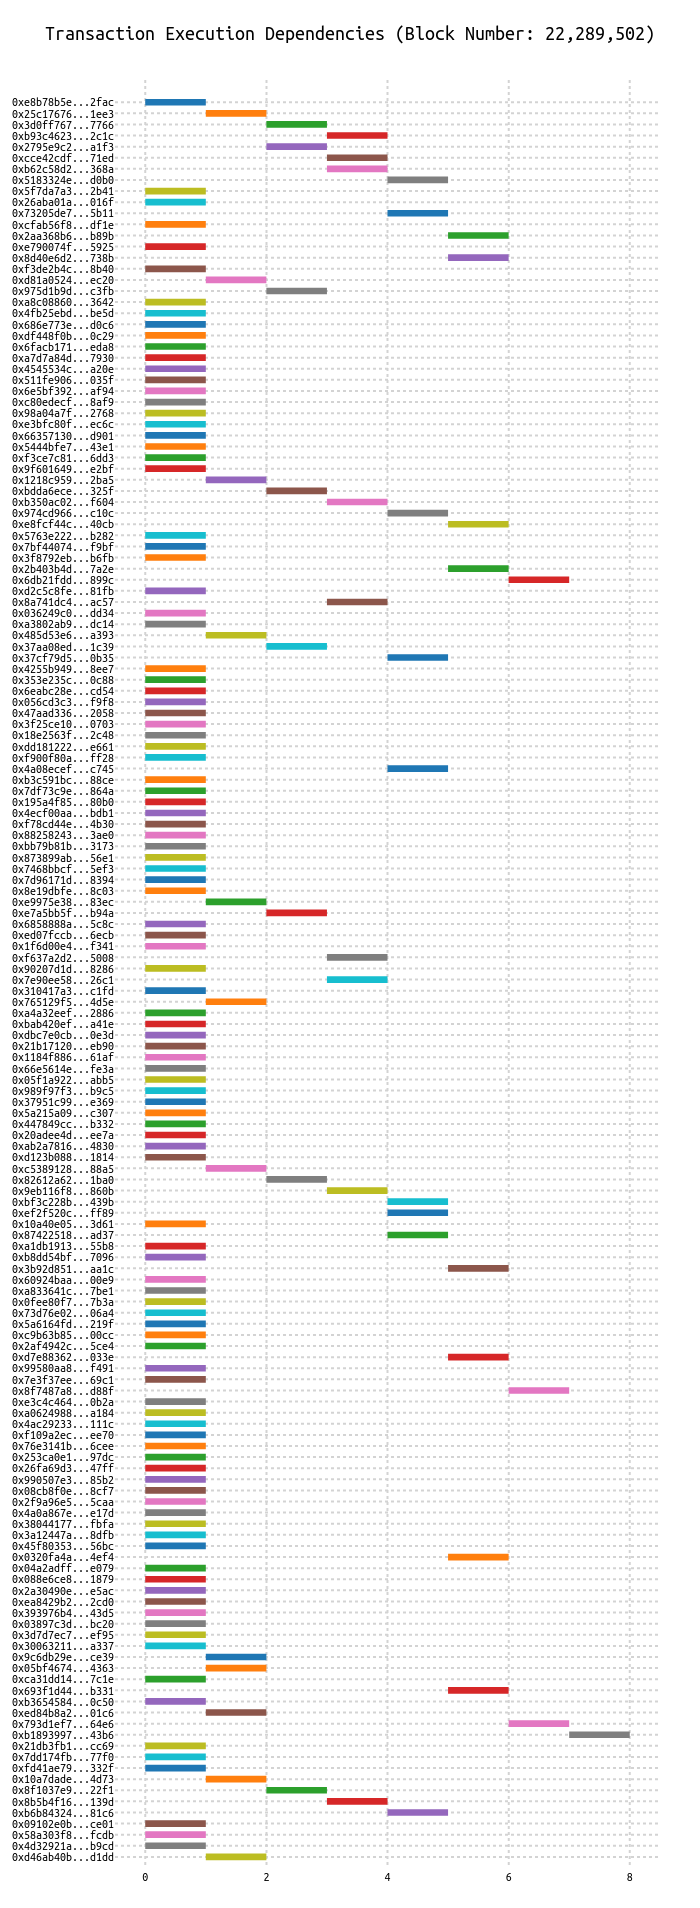 Transaction Execution Dependencies (Block Number: 22,289,502)
0xe8b78b5e...2fac
0x25c17676...1ee3
0x3d0ff767...7766
0xb93c4623...2c1c
0x2795e9c2...a1f3
0xcce42cdf...71ed
0xb62c58d2...368a
0x5183324e...d0b0
0x5f7da7a3...2b41
0x26aba01a...016f
0x73205de7...5b11
0xcfab56f8...df1e
0x2aa368b6...b89b
0xe790074f...5925
0x8d40e6d2...738b
0xf3de2b4c...8b40
0xd81a0524...ec20
0x975d1b9d...c3fb
0xa8c08860...3642
0x4fb25ebd...be5d
0x686e773e...d0c6
0xdf448f0b...0c29
0x6facb171...eda8
0xa7d7a84d...7930
0x4545534c...a20e
0x511fe906...035f
0x6e5bf392...af94
0xc80edecf...8af9
0x98a04a7f...2768
0xe3bfc80f...ec6c
0x66357130...d901
0x5444bfe7...43e1
0xf3ce7c81...6dd3
0x9f601649...e2bf
0x1218c959...2ba5
0xbdda6ece...325f
0xb350ac02...f604
0x974cd966...c10c
0xe8fcf44c...40cb
0x5763e222...b282
0x7bf44074...f9bf
0x3f8792eb...b6fb
0x2b403b4d...7a2e
0x6db21fdd...899c
0xd2c5c8fe...81fb
0x8a741dc4...ac57
0x036249c0...dd34
0xa3802ab9...dc14
0x485d53e6...a393
0x37aa08ed...1c39
0x37cf79d5...0b35
0x4255b949...8ee7
0x353e235c...0c88
0x6eabc28e...cd54
0x056cd3c3...f9f8
0x47aad336...2058
0x3f25ce10...0703
0x18e2563f...2c48
0xdd181222...e661
0xf900f80a...ff28
0x4a08ecef...c745
0xb3c591bc...88ce
0x7df73c9e...864a
0x195a4f85...80b0
0x4ecf00aa...bdb1
0xf78cd44e...4b30
0x88258243...3ae0
0xbb79b81b...3173
0x873899ab...56e1
0x7468bbcf...5ef3
0x7d96171d...8394
0x8e19dbfe...8c03
0xe9975e38...83ec
0xe7a5bb5f...b94a
0x6858888a...5c8c
0xed07fccb...6ecb
0x1f6d00e4...f341
0xf637a2d2...5008
0x90207d1d...8286
0x7e90ee58...26c1
0x310417a3...c1fd
0x765129f5...4d5e
0xa4a32eef...2886
0xbab420ef...a41e
0xdbc7e0cb...0e3d
0x21b17120...eb90
0x1184f886...61af
0x66e5614e...fe3a
0x05f1a922...abb5
0x989f97f3...b9c5
0x37951c99...e369
0x5a215a09...c307
0x447849cc...b332
0x20adee4d...ee7a
0xab2a7816...4830
0xd123b088...1814
0xc5389128...88a5
0x82612a62...1ba0
0x9eb116f8...860b
0xbf3c228b...439b
0xef2f520c...ff89
0x10a40e05...3d61
0x87422518...ad37
0xa1db1913...55b8
0xb8dd54bf...7096
0x3b92d851...aa1c
0x60924baa...00e9
0xa833641c...7be1
0x0fee80f7...7b3a
0x73d76e02...06a4
0x5a6164fd...219f
0xc9b63b85...00cc
0x2af4942c...5ce4
0xd7e88362...033e
0x99580aa8...f491
0x7e3f37ee...69c1
0x8f7487a8...d88f
0xe3c4c464...0b2a
0xa0624988...a184
0x4ac29233...111c
0xf109a2ec...ee70
0x76e3141b...6cee
0x253ca0e1...97dc
0x26fa69d3...47ff
0x990507e3...85b2
0x08cb8f0e...8cf7
0x2f9a96e5...5caa
0x4a0a867e...e17d
0x38044177...fbfa
0x3a12447a...8dfb
0x45f80353...56bc
0x0320fa4a...4ef4
0x04a2adff...e079
0x088e6ce8...1879
0x2a30490e...e5ac
0xea8429b2...2cd0
0x393976b4...43d5
0x03897c3d...bc20
0x3d7d7ec7...ef95
0x30063211...a337
0x9c6db29e...ce39
0x05bf4674...4363
0xca31dd14...7c1e
0x693f1d44...b331
0xb3654584...0c50
0xed84b8a2...01c6
0x793d1ef7...64e6
0xb1893997...43b6
0x21db3fb1...cc69
0x7dd174fb...77f0
0xfd41ae79...332f
0x10a7dade...4d73
0x8f1037e9...22f1
0x8b5b4f16...139d
0xb6b84324...81c6
0x09102e0b...ce01
0x58a303f8...fcdb
0x4d32921a...b9cd
0xd46ab40b...d1dd
0 2 4 6 8